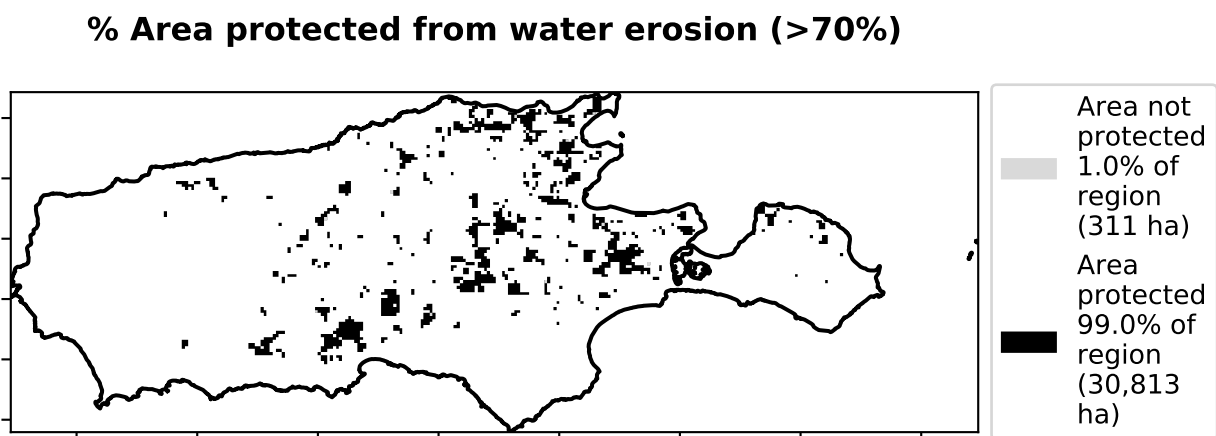 % Area protected from water erosion (>70%)
Area not
protected
1.0% of
region
(311 ha)
Area
protected
99.0% of
region
(30,813
ha)